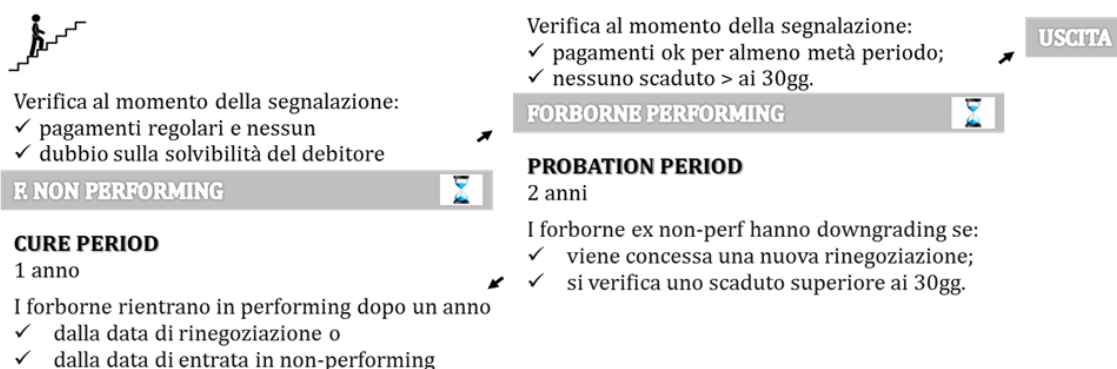 Verifica al momento della segnalazione:
✓ pagamenti regolari e nessun
✓ dubbio sulla solvibilità del debitore
F. NON PERFORMING
CURE PERIOD
1 anno
I forborne rientrano in performing dopo un anno
✓ dalla data di rinegoziazione o
✓ dalla data di entrata in non-performing
Verifica al momento della segnalazione:
✓ pagamenti ok per almeno metà periodo;
✓ nessuno scaduto > ai 30gg.
FORBORNE PERFORMING
PROBATION PERIOD
2 anni
I forborne ex non-perf hanno downgrading se:
✓ viene concessa una nuova rinegoziazione;
✓ si verifica uno scaduto superiore ai 30gg.
USCITA